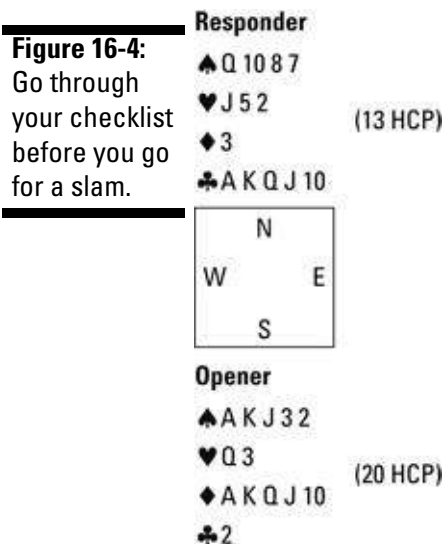 Figure 16-4:
Go through
your checklist
before you go
for a slam.
Responder
♠Q 10 8 7
♥J 5 2
♦3
♣A K Q J 10
(13 HCP)
N
W E
S
Opener
♠A K J 3 2
♥Q 3
♦A K Q J 10
♣2
(20 HCP)